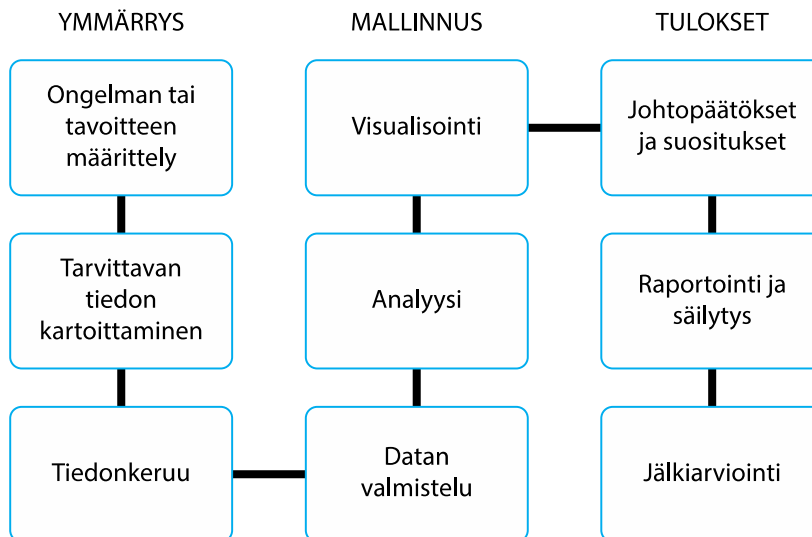 YMMÄRRYS
Ongelman tai
tavoitteen
määrittely
Tarvittavan
tiedon
kartoittaminen
Tiedonkeruu
MALLINNUS
Visualisointi
Analyysi
Datan
valmistelu
TULOKSET
Johtopäätökset
ja suositukset
Raportointi ja
säilytys
Jälkiarviointi